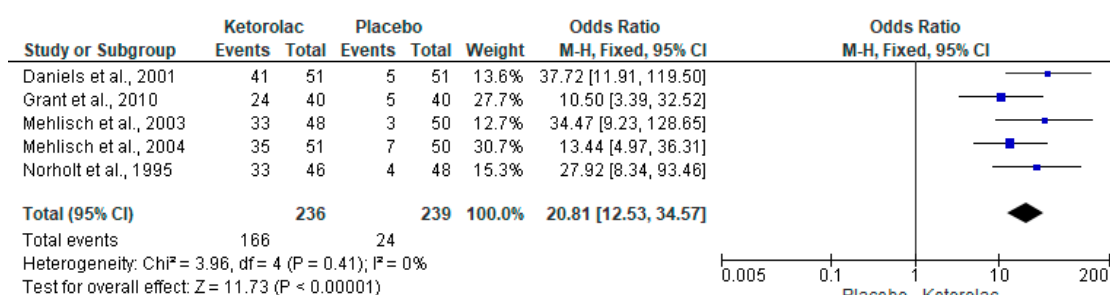 Ketorolac Placebo Odds Ratio Odds Ratio
Study or Subgroup Events Total Events Total Weight M-H, Fixed, 95% CI M-H, Fixed, 95% CI
Daniels et al., 2001 41 51 5 51 13.6% 37.72 [11.91, 119.50]
Grant et al., 2010 24 40 5 40 27.7% 10.50 [3.39, 32.52]
Mehlisch et al., 2003 33 48 3 50 12.7% 34.47 [9.23, 128.65]
Mehlisch et al., 2004 35 51 7 50 30.7% 13.44 [4.97, 36.31]
Norholt et al., 1995 33 46 4 48 15.3% 27.92 [8.34, 93.46]
Total (95% CI) 236 239 100.0% 20.81 [12.53, 34.57]
Total events 166 24
Heterogeneity: Chi² = 3.96, df = 4 (P = 0.41); I² = 0%
Test for overall effect: Z = 11.73 (P < 0.00001)
0.005 0.1 1 10 200
Placebo Ketorolac